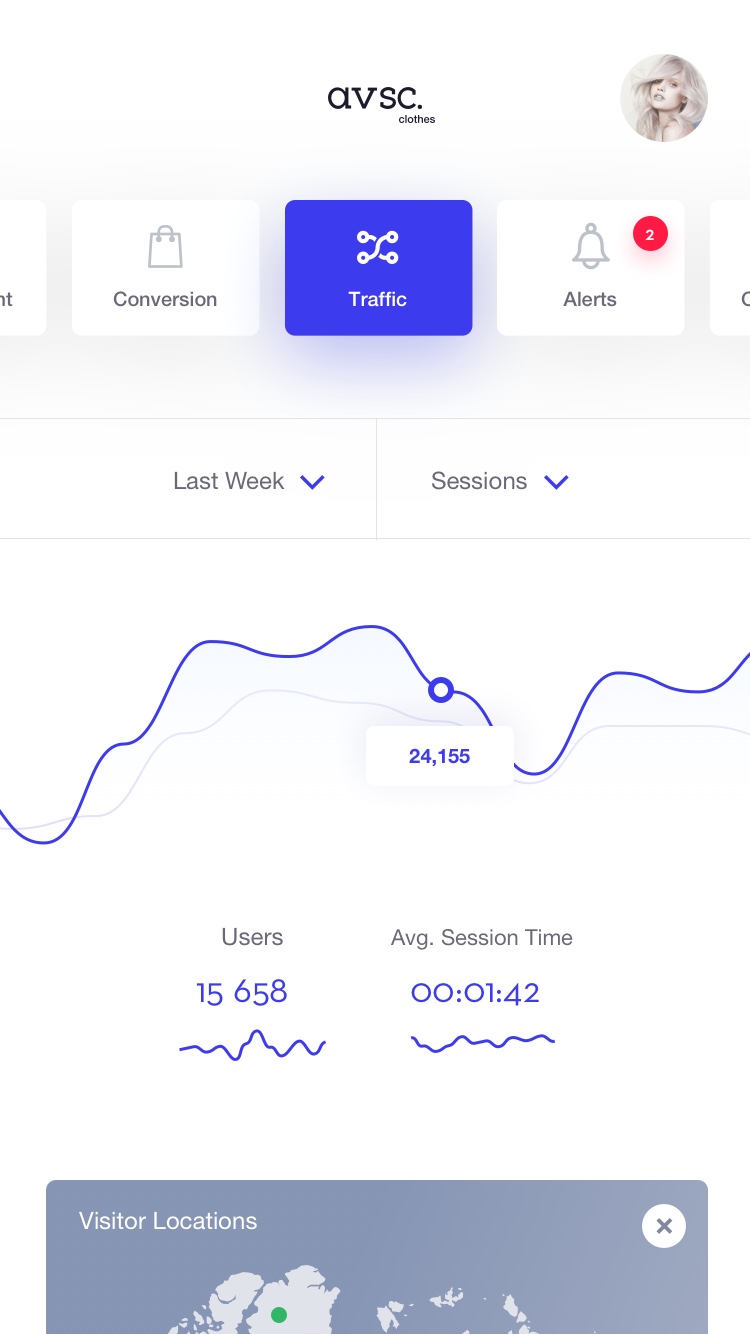 avsc.
clothes
nt
Conversion
Traffic
2
Alerts
C
Last Week
Sessions
24,155
Users
Avg. Session Time
15 658
00:01:42
Visitor Locations